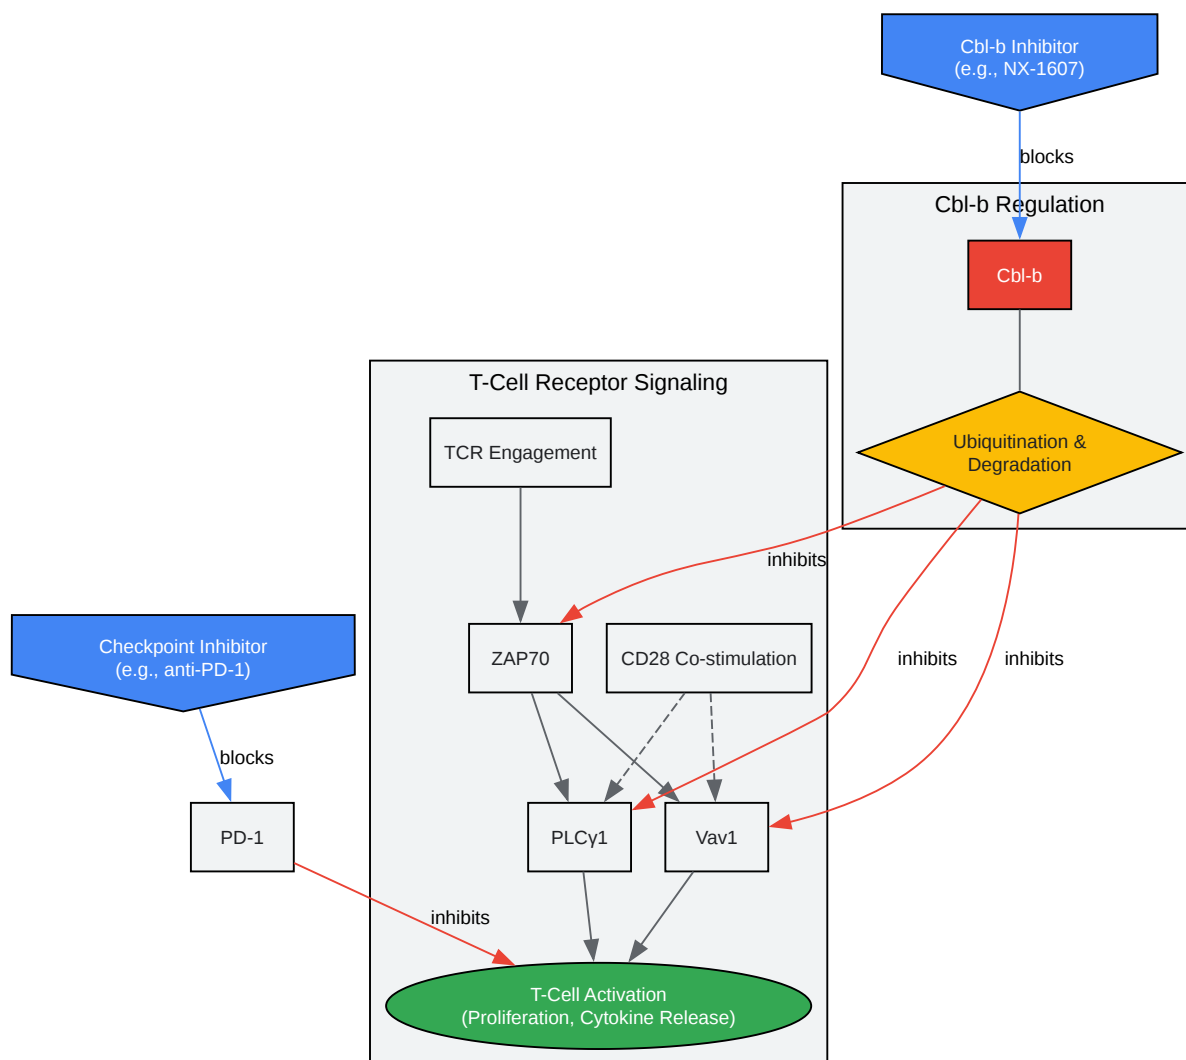 Cbl-b Inhibitor
(e.g., NX-1607)
blocks
Cbl-b Regulation
Cbl-b
Ubiquitination &
Degradation
T-Cell Receptor Signaling
TCR Engagement
inhibits
Checkpoint Inhibitor
(e.g., anti-PD-1)
ZAP70
CD28 Co-stimulation
inhibits
inhibits
blocks
PD-1
PLCγ1
Vav1
inhibits
T-Cell Activation
(Proliferation, Cytokine Release)